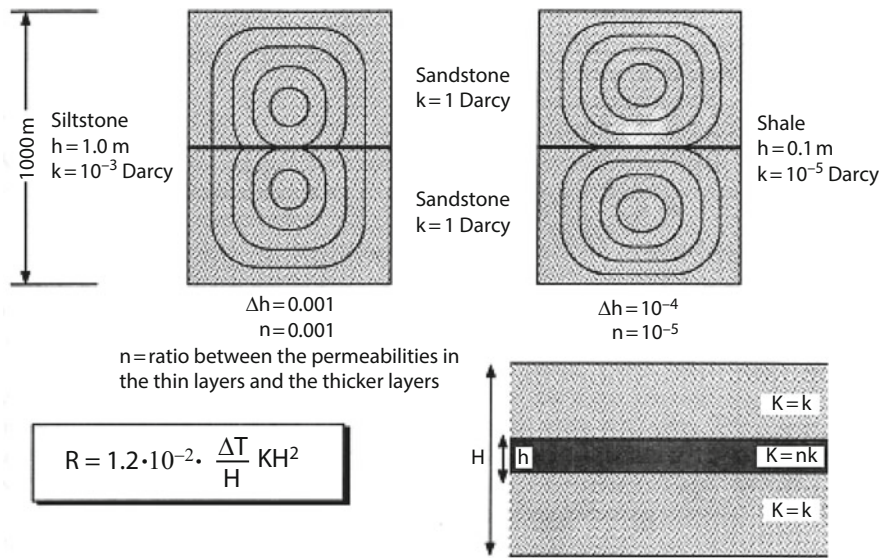 1000 m
Siltstone
h = 1.0 m
k = 10⁻³ Darcy
Sandstone
k = 1 Darcy
Sandstone
k = 1 Darcy
Shale
h = 0.1 m
k = 10⁻⁵ Darcy
Δh = 0.001
n = 0.001
n = ratio between the permeabilities in
the thin layers and the thicker layers
Δh = 10⁻⁴
n = 10⁻⁵
R = 1.2·10⁻²· ΔT/H KH²
H
h
K = k
K = nk
K = k